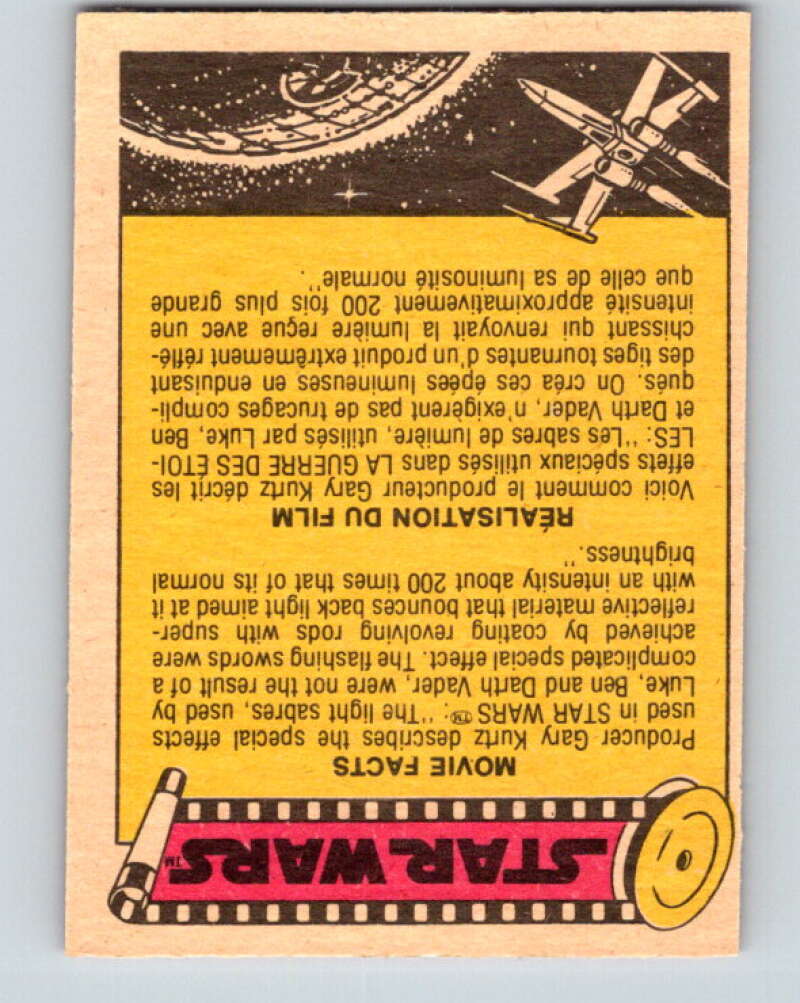 STAR WARS™
MOVIE FACTS
Producer Gary Kurtz describes the special effects
used in STAR WARS™: "The light sabres, used by
Luke, Ben and Darth Vader, were not the result of a
complicated special effect. The flashing swords were
achieved by coating revolving rods with super-
reflective material that bounces back light aimed at it
with an intensity about 200 times that of its normal
brightness."
RÉALISATION DU FILM
Voici comment le producteur Gary Kurtz décrit les
effets spéciaux utilisés dans LA GUERRE DES ÉTOI-
LES: "Les sabres de lumière, utilisés par Luke, Ben
et Darth Vader, n'exigèrent pas de trucages compli-
qués. On créa ces épées lumineuses en enduisant
des tiges tournantes d'un produit extrêmement réflé-
chissant qui renvoyait la lumière reçue avec une
intensité approximativement 200 fois plus grande
que celle de sa luminosité normale".